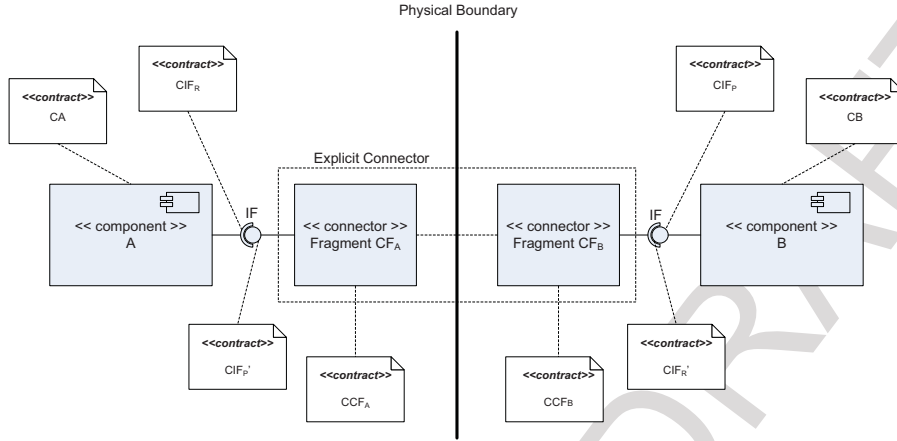 Physical Boundary
<<contract>>
CIF_R
<<contract>>
CIF_P
<<contract>>
CA
<<contract>>
CB
Explicit Connector
<< component >>
A
IF
<< connector >>
Fragment CF_A
<< connector >>
Fragment CF_B
IF
<< component >>
B
<<contract>>
CIF_P'
<<contract>>
CCF_A
<<contract>>
CCF_B
<<contract>>
CIF_R'
DRAFT